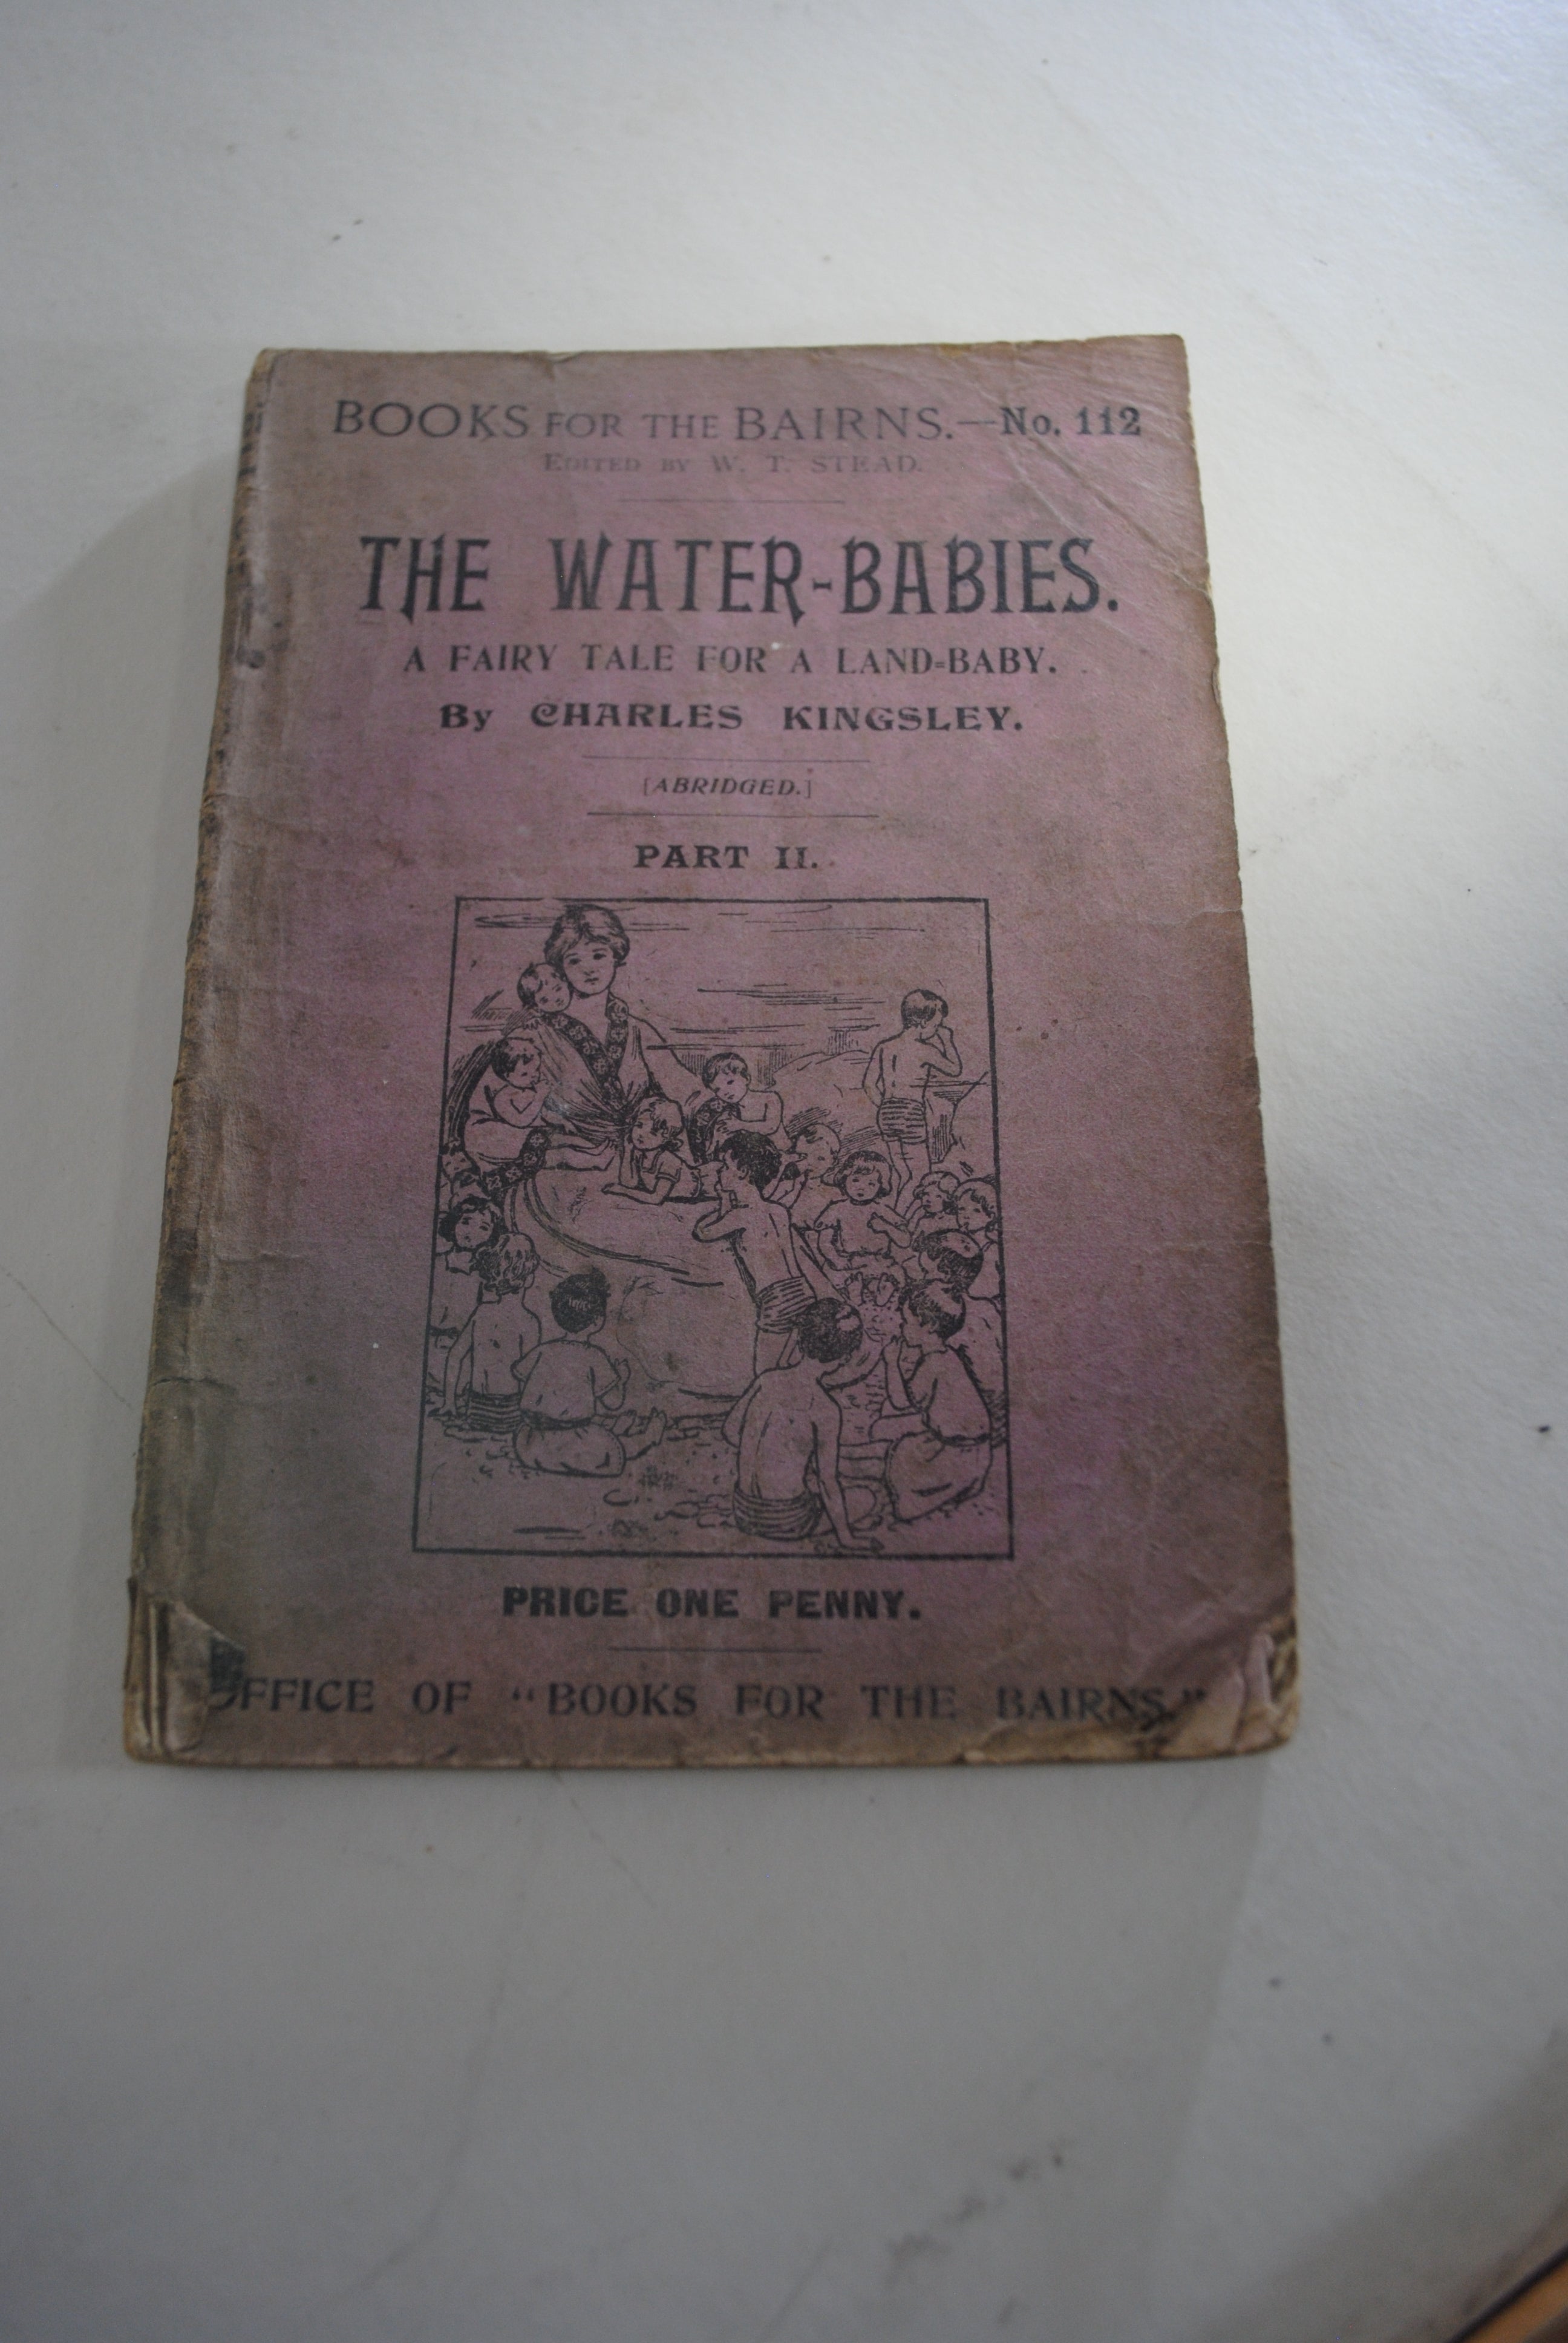 BOOKS FOR THE BAIRNS.—No. 112
EDITED BY W. T. STEAD.
THE WATER-BABIES.
A FAIRY TALE FOR A LAND=BABY.
By CHARLES KINGSLEY.
[ABRIDGED.]
PART II.
PRICE ONE PENNY.
OFFICE OF "BOOKS FOR THE BAIRNS."